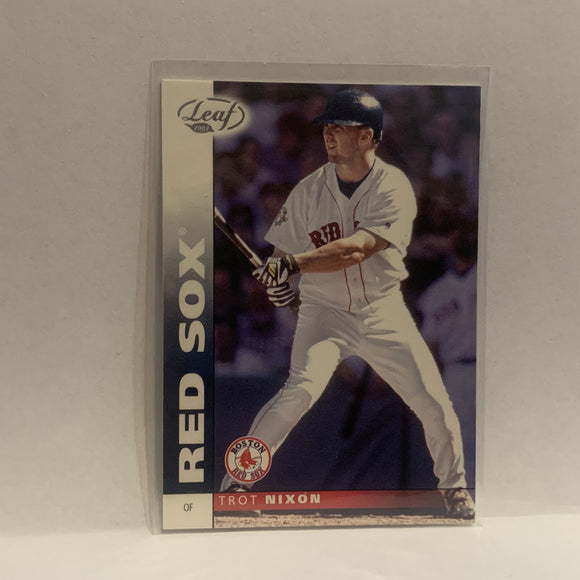 Leaf
2002
RED SOX®
RED
BOSTON
RED SOX
OF
TROT NIXON